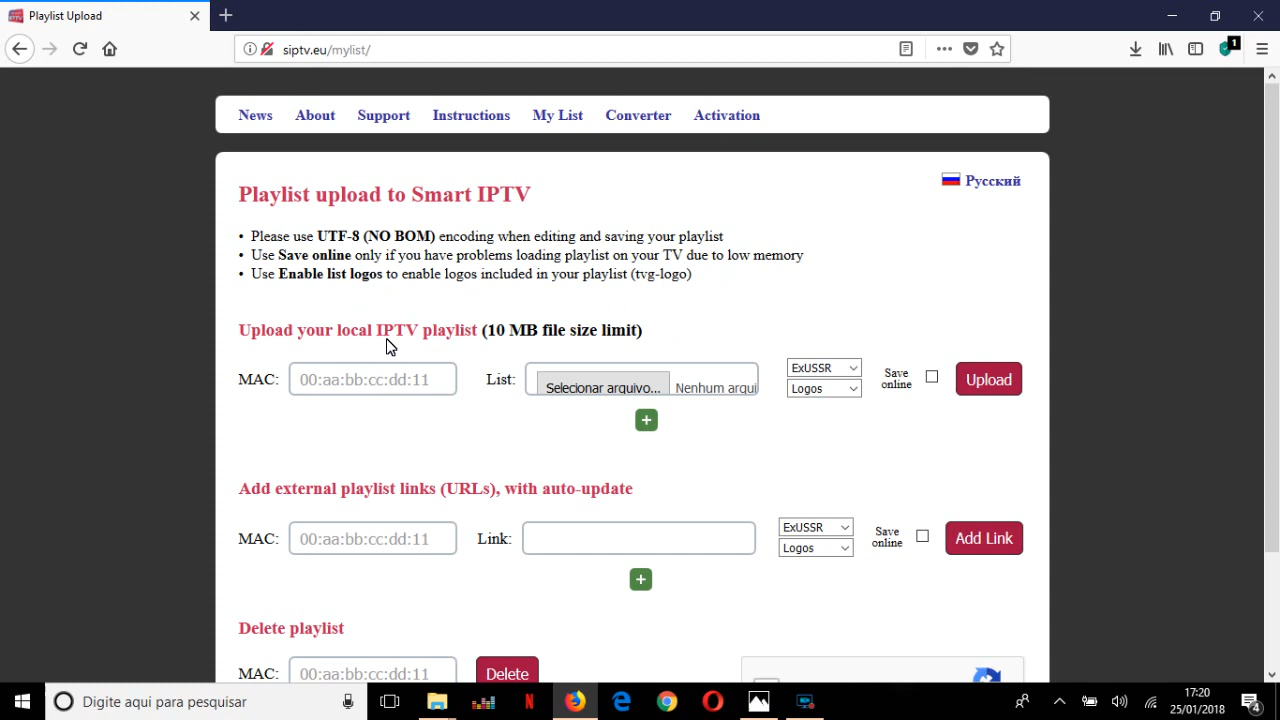 Playlist Upload
siptv.eu/mylist/
1
News About Support Instructions My List Converter Activation
Русский
Playlist upload to Smart IPTV
• Please use UTF-8 (NO BOM) encoding when editing and saving your playlist
• Use Save online only if you have problems loading playlist on your TV due to low memory
• Use Enable list logos to enable logos included in your playlist (tvg-logo)
Upload your local IPTV playlist (10 MB file size limit)
MAC: 00:aa:bb:cc:dd:11 List: Selecionar arquivo... Nenhum arqui ExUSSR Logos Save online Upload
+
Add external playlist links (URLs), with auto-update
MAC: 00:aa:bb:cc:dd:11 Link: ExUSSR Logos Save online Add Link
+
Delete playlist
MAC: 00:aa:bb:cc:dd:11 Delete
Digite aqui para pesquisar
17:20
25/01/2018
4